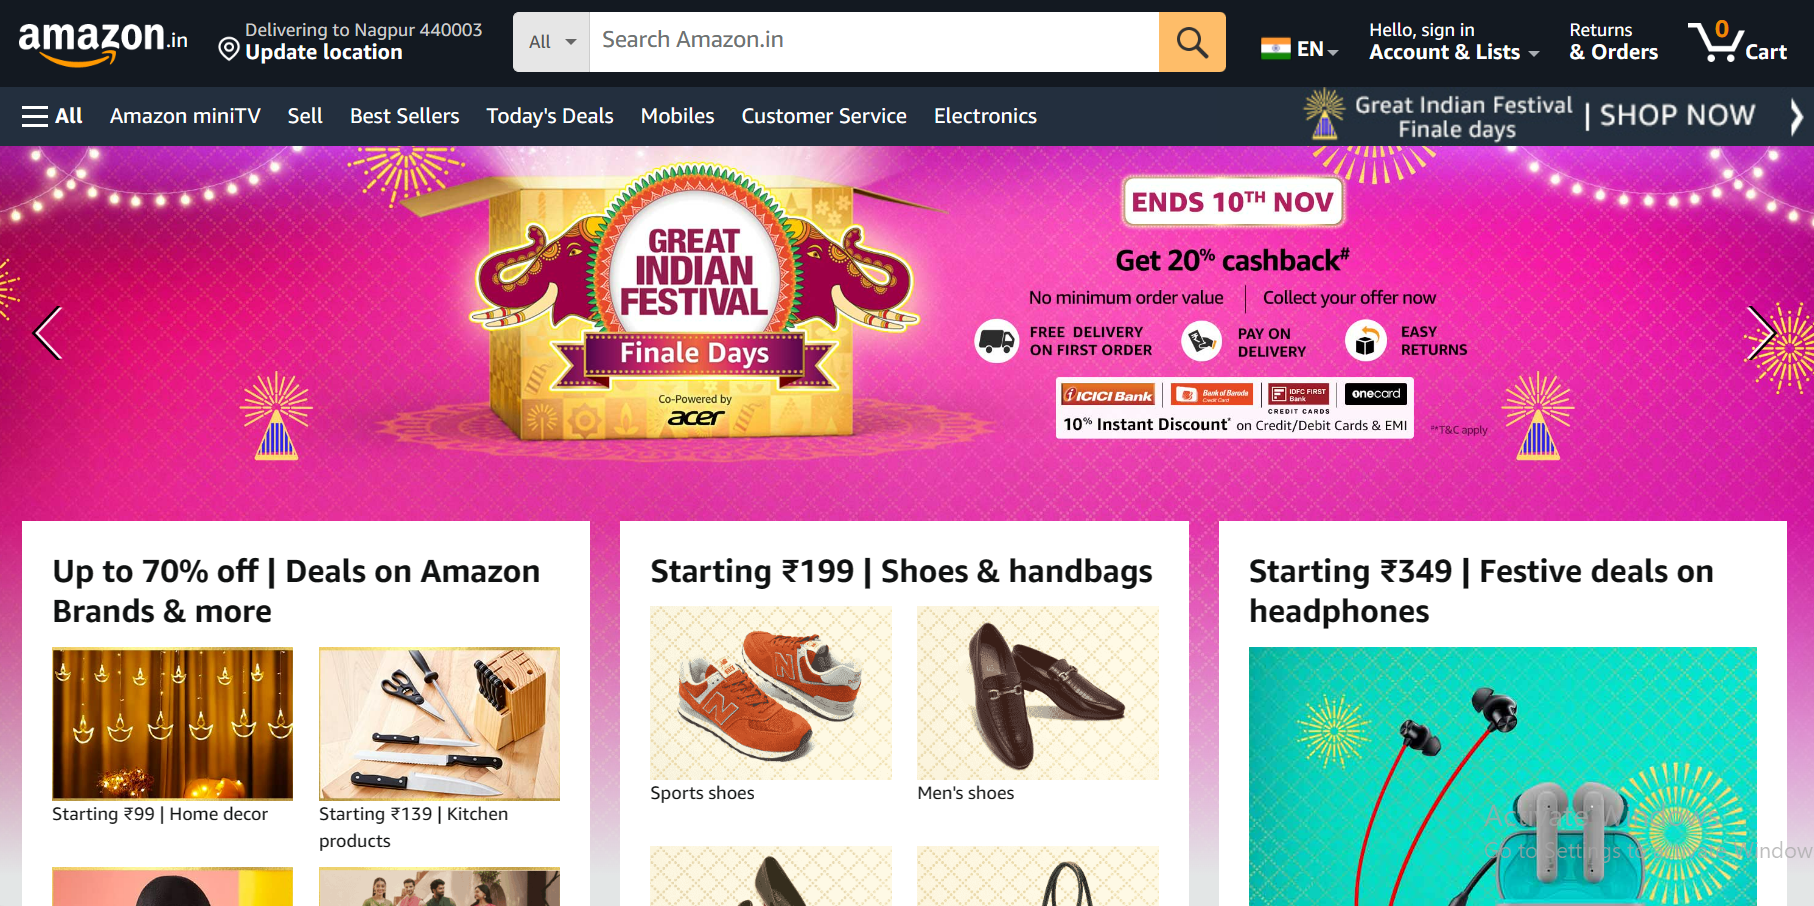 amazon.in
Delivering to Nagpur 440003
Update location
All
Search Amazon.in
EN
Hello, sign in
Account & Lists
Returns
& Orders
0
Cart
All
Amazon miniTV
Sell
Best Sellers
Today's Deals
Mobiles
Customer Service
Electronics
Great Indian Festival
Finale days
| SHOP NOW
GREAT
INDIAN
FESTIVAL
Finale Days
Co-Powered by
acer
ENDS 10TH NOV
Get 20% cashback#
No minimum order value | Collect your offer now
FREE DELIVERY
ON FIRST ORDER
PAY ON
DELIVERY
EASY
RETURNS
ICICI Bank
Bank of Baroda
Credit Card
IDFC FIRST
Bank
CREDIT CARDS
onecard
10% Instant Discount* on Credit/Debit Cards & EMI
#*T&C apply
Up to 70% off | Deals on Amazon
Brands & more
Starting ₹99 | Home decor
Starting ₹139 | Kitchen
products
Starting ₹199 | Shoes & handbags
N
N
Sports shoes
Men's shoes
Starting ₹349 | Festive deals on
headphones
Go to Settings to